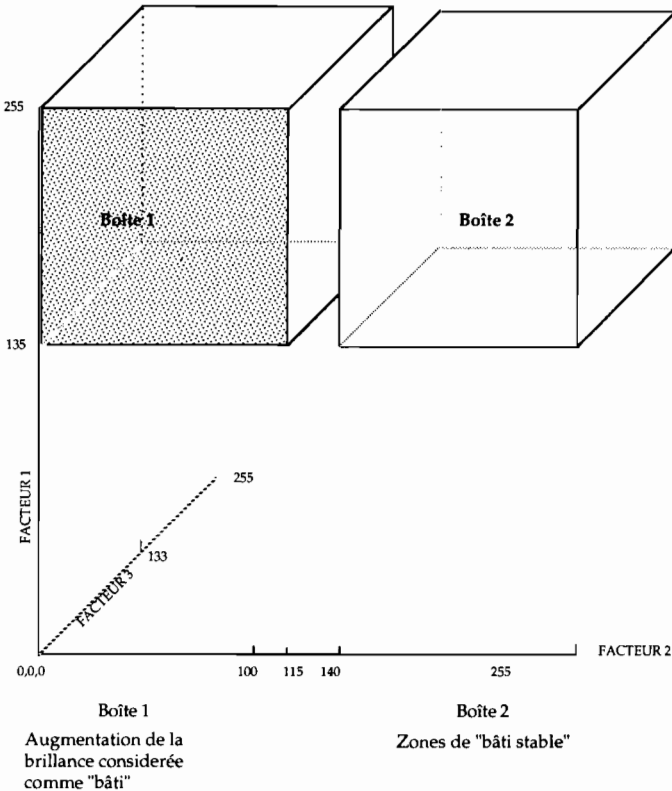 255
Boîte 1
Boîte 2
135
FACTEUR 1
255
133
FACTEUR 3
0,0,0
100
115
140
255
FACTEUR 2
Boîte 1
Augmentation de la
brillance considerée
comme "bâti"
Boîte 2
Zones de "bâti stable"